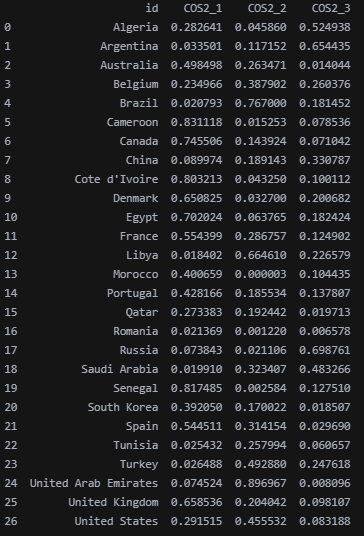 id COS2_1 COS2_2 COS2_3
0 Algeria 0.282641 0.045860 0.524938
1 Argentina 0.033501 0.117152 0.654435
2 Australia 0.498498 0.263471 0.014044
3 Belgium 0.234966 0.387902 0.260376
4 Brazil 0.020793 0.767000 0.181452
5 Cameroon 0.831118 0.015253 0.078536
6 Canada 0.745506 0.143924 0.071042
7 China 0.089974 0.189143 0.330787
8 Cote d'Ivoire 0.803213 0.043250 0.100112
9 Denmark 0.650825 0.032700 0.200682
10 Egypt 0.702024 0.063765 0.182424
11 France 0.554399 0.286757 0.124902
12 Libya 0.018402 0.664610 0.226579
13 Morocco 0.400659 0.000003 0.104435
14 Portugal 0.428166 0.185534 0.137807
15 Qatar 0.273383 0.192442 0.019713
16 Romania 0.021369 0.001220 0.006578
17 Russia 0.073843 0.021106 0.698761
18 Saudi Arabia 0.019910 0.323407 0.483266
19 Senegal 0.817485 0.002584 0.127510
20 South Korea 0.392050 0.170022 0.018507
21 Spain 0.544511 0.314154 0.029690
22 Tunisia 0.025432 0.257994 0.060657
23 Turkey 0.026488 0.492880 0.247618
24 United Arab Emirates 0.074524 0.896967 0.008096
25 United Kingdom 0.658536 0.204042 0.098107
26 United States 0.291515 0.455532 0.083188